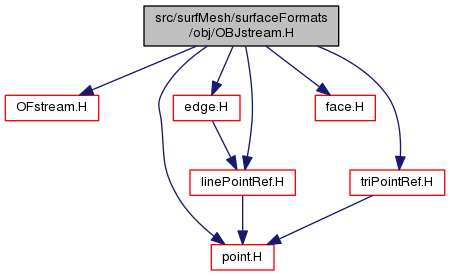 src/surfMesh/surfaceFormats
/obj/OBJstream.H
OFstream.H
edge.H
face.H
linePointRef.H
triPointRef.H
point.H